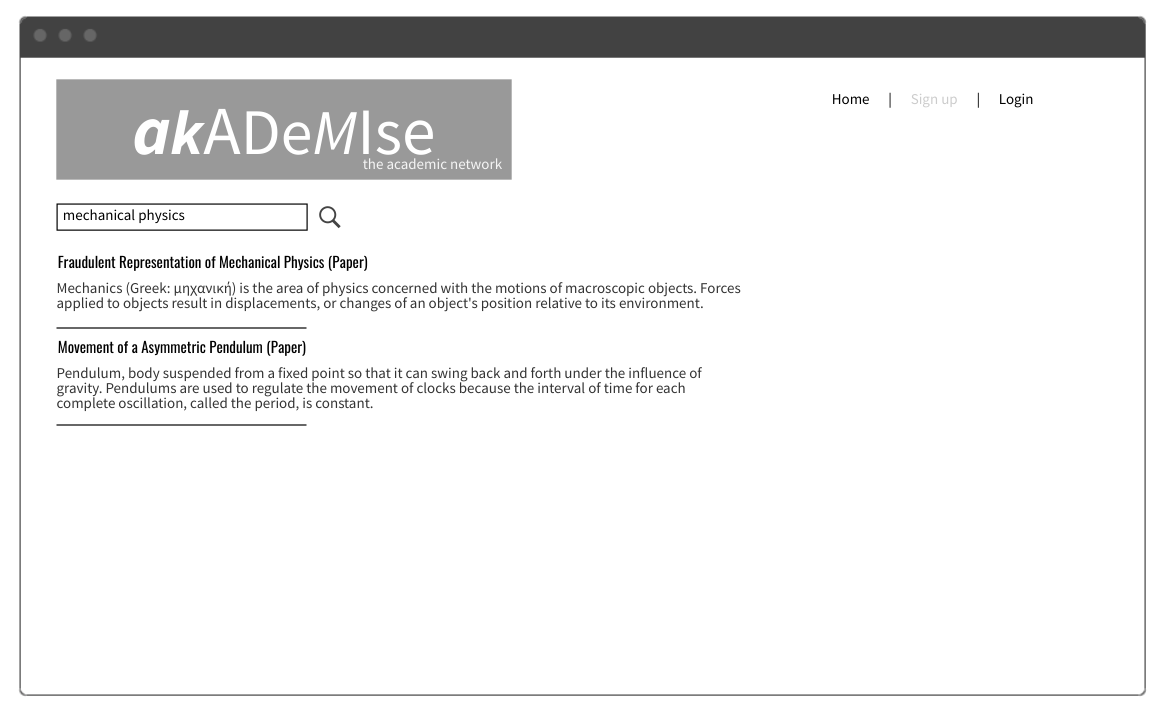 akADeMIse
the academic network
Home | Sign up | Login
mechanical physics
Fraudulent Representation of Mechanical Physics (Paper)
Mechanics (Greek: μηχανική) is the area of physics concerned with the motions of macroscopic objects. Forces
applied to objects result in displacements, or changes of an object's position relative to its environment.
Movement of a Asymmetric Pendulum (Paper)
Pendulum, body suspended from a fixed point so that it can swing back and forth under the influence of
gravity. Pendulums are used to regulate the movement of clocks because the interval of time for each
complete oscillation, called the period, is constant.